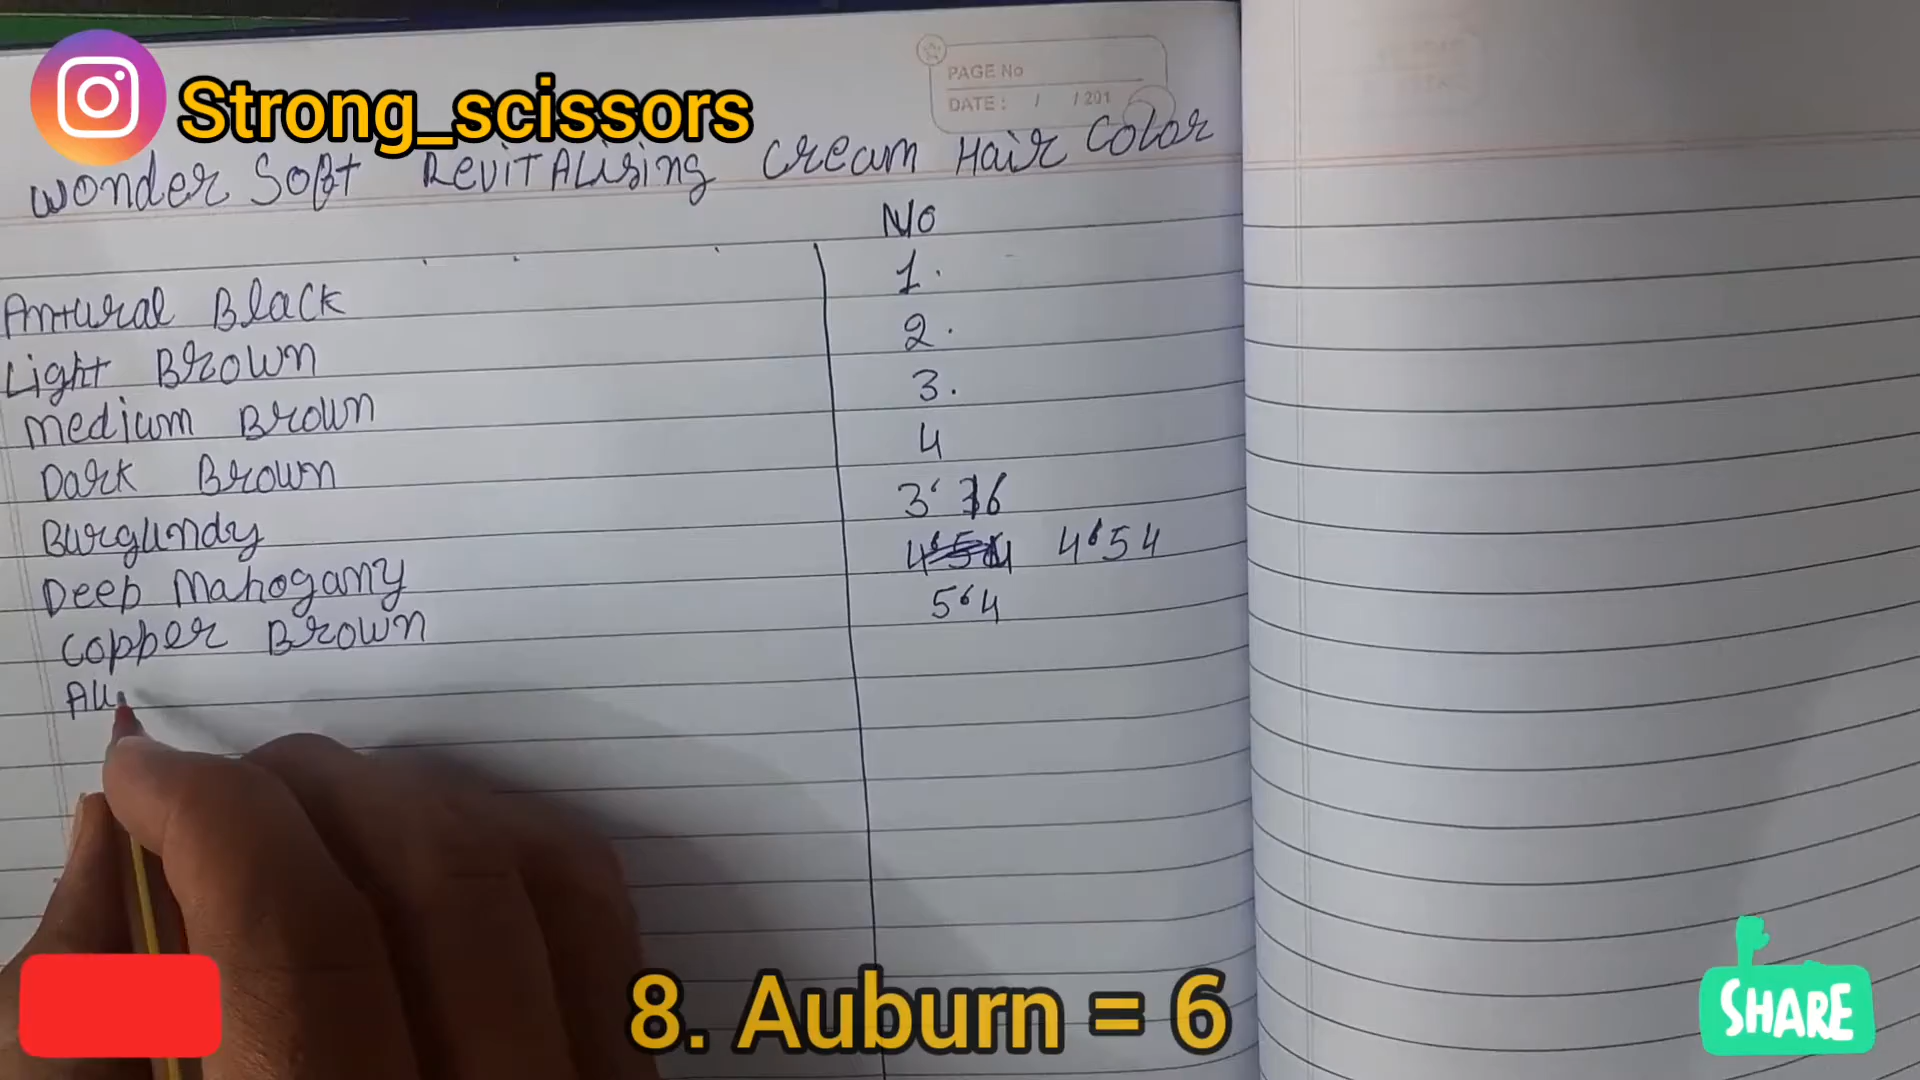 Strong_scissors
PAGE No
DATE : / / 201
Wonder Soft Revitalising Cream Hair Color
No
Antural Black 1.
Light Brown 2.
Medium Brown 3.
Dark Brown 4
Burgundy 3'16
Deep Mahogany 4'54
Copper Brown 5'4
Au
8. Auburn = 6
SHARE